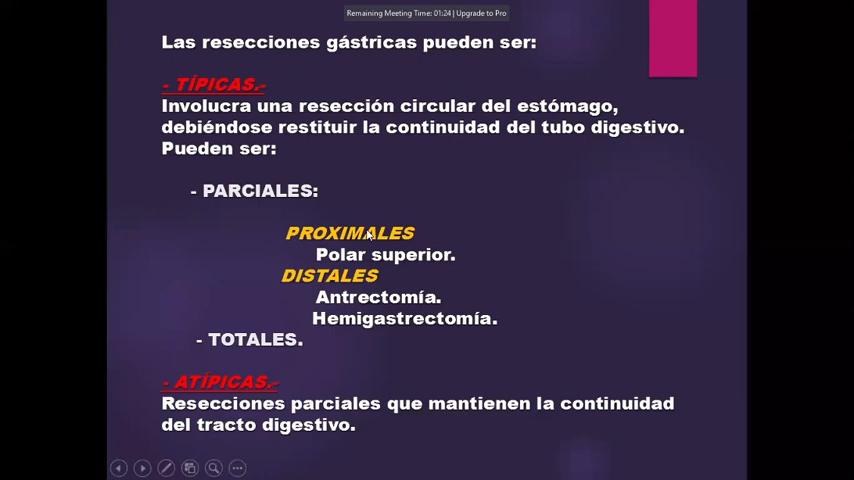 Remaining Meeting Time: 01:24 | Upgrade to Pro
Las resecciones gástricas pueden ser:
- TÍPICAS.-
Involucra una resección circular del estómago,
debiéndose restituir la continuidad del tubo digestivo.
Pueden ser:
- PARCIALES:
PROXIMALES
Polar superior.
DISTALES
Antrectomía.
Hemigastrectomía.
- TOTALES.
- ATÍPICAS.-
Resecciones parciales que mantienen la continuidad
del tracto digestivo.